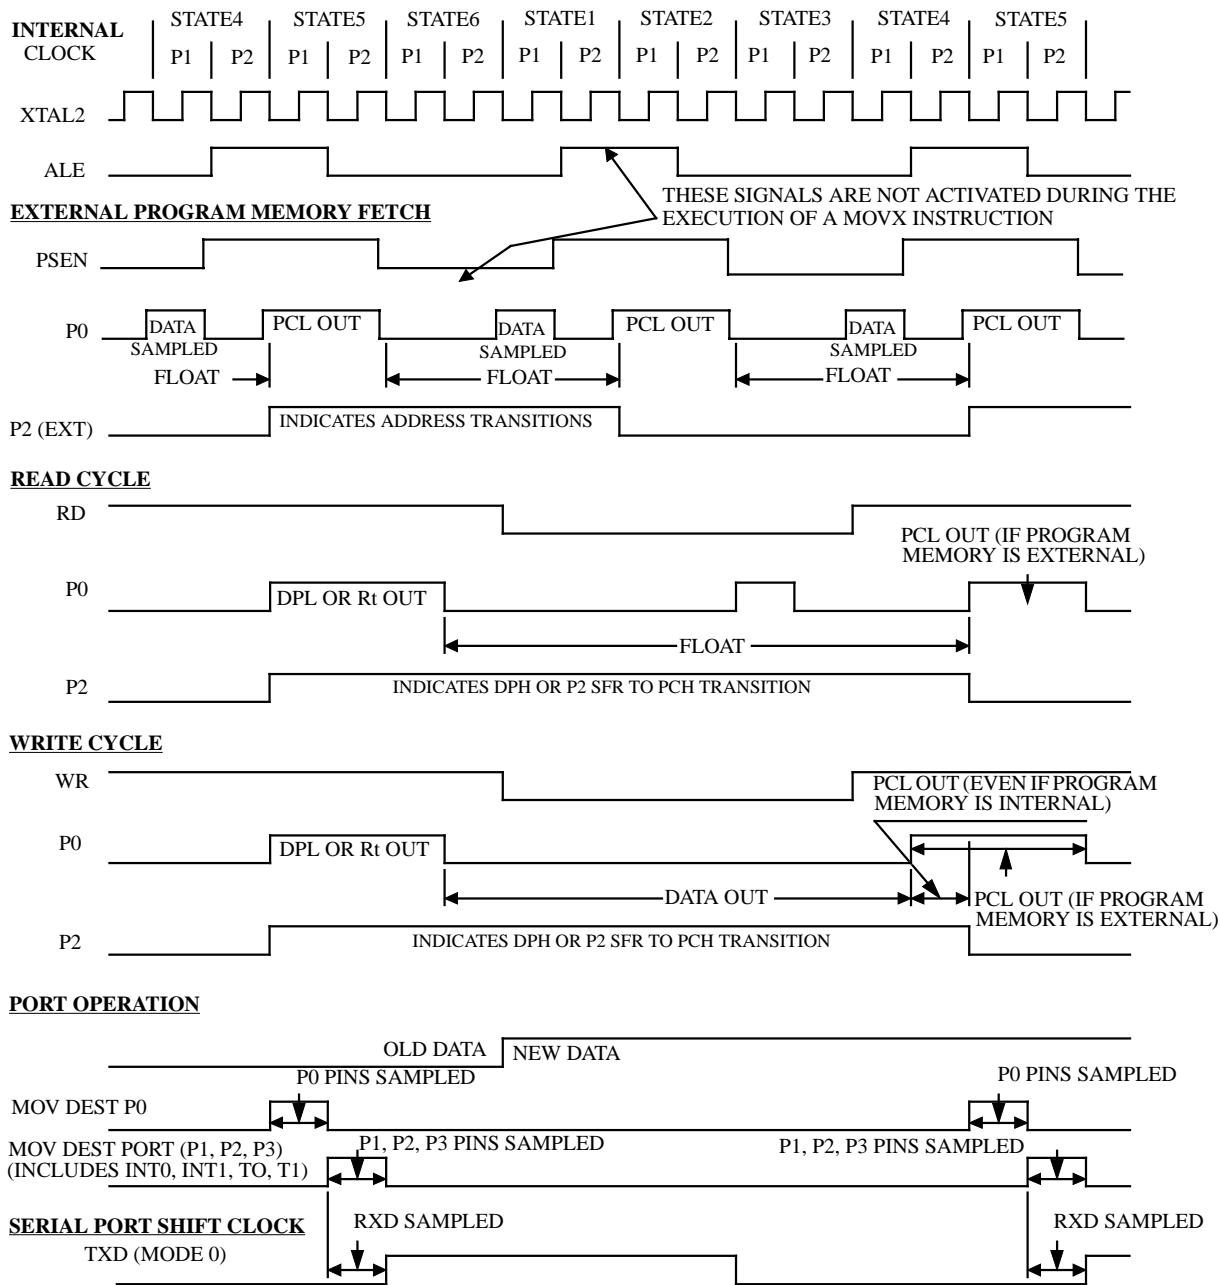 INTERNAL
CLOCK
STATE4 STATE5 STATE6 STATE1 STATE2 STATE3 STATE4 STATE5
P1 P2 P1 P2 P1 P2 P1 P2 P1 P2 P1 P2 P1 P2 P1 P2
XTAL2
ALE
THESE SIGNALS ARE NOT ACTIVATED DURING THE
EXECUTION OF A MOVX INSTRUCTION
EXTERNAL PROGRAM MEMORY FETCH
PSEN
P0
DATA PCL OUT DATA PCL OUT DATA PCL OUT
SAMPLED SAMPLED SAMPLED
FLOAT FLOAT FLOAT
P2 (EXT)
INDICATES ADDRESS TRANSITIONS
READ CYCLE
RD
PCL OUT (IF PROGRAM
MEMORY IS EXTERNAL)
P0
DPL OR Rt OUT
FLOAT
P2
INDICATES DPH OR P2 SFR TO PCH TRANSITION
WRITE CYCLE
WR
PCL OUT (EVEN IF PROGRAM
MEMORY IS INTERNAL)
P0
DPL OR Rt OUT
DATA OUT
PCL OUT (IF PROGRAM
MEMORY IS EXTERNAL)
P2
INDICATES DPH OR P2 SFR TO PCH TRANSITION
PORT OPERATION
OLD DATA NEW DATA
P0 PINS SAMPLED P0 PINS SAMPLED
MOV DEST P0
MOV DEST PORT (P1, P2, P3)
(INCLUDES INT0, INT1, TO, T1)
P1, P2, P3 PINS SAMPLED P1, P2, P3 PINS SAMPLED
SERIAL PORT SHIFT CLOCK
TXD (MODE 0)
RXD SAMPLED RXD SAMPLED